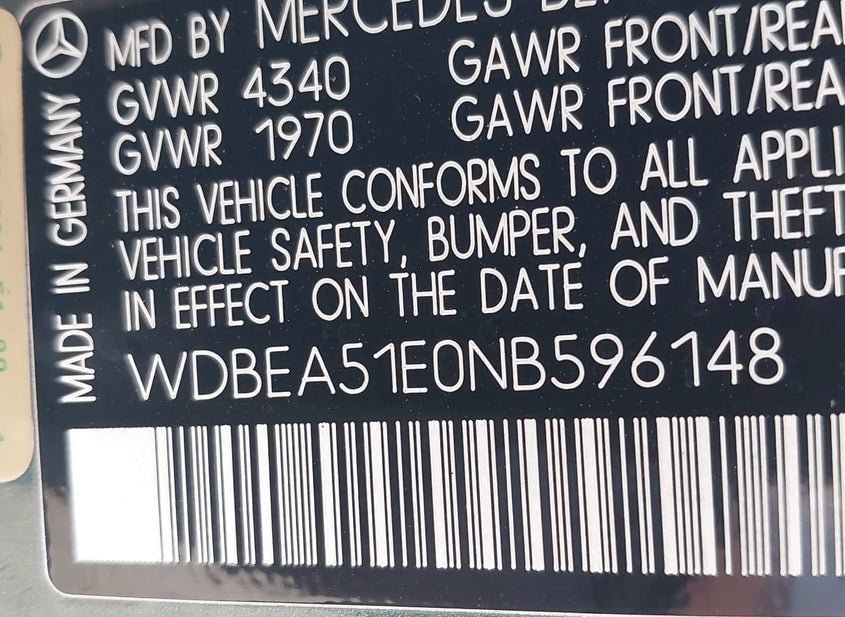 MFD BY MERCEDES
GVWR 4340 GAWR FRONT/REA
GVWR 1970 GAWR FRONT/REA
THIS VEHICLE CONFORMS TO ALL APPLI
VEHICLE SAFETY, BUMPER, AND THEFT
IN EFFECT ON THE DATE OF MANUF
WDBEA51E0NB596148
MADE IN GERMANY